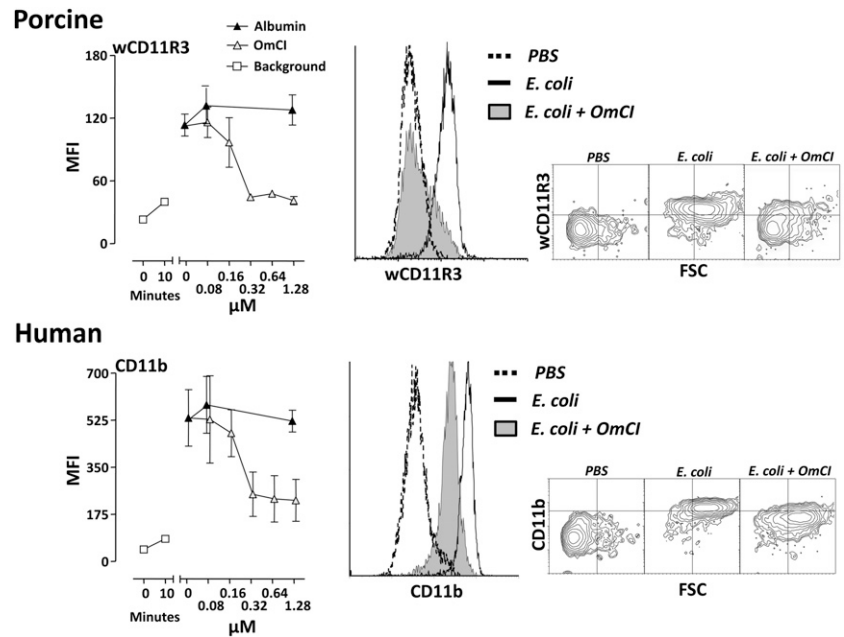 Porcine
wCD11R3
Albumin
OmCI
Background
180
120
60
0
MFI
0 10
Minutes
0 0.16 0.64
0.08 0.32 1.28
µM
wCD11R3
PBS
E. coli
E. coli + OmCI
PBS E. coli E. coli + OmCI
wCD11R3
FSC
Human
CD11b
700
525
350
175
0
MFI
0 10
Minutes
0 0.16 0.64
0.08 0.32 1.28
µM
CD11b
PBS
E. coli
E. coli + OmCI
PBS E. coli E. coli + OmCI
CD11b
FSC